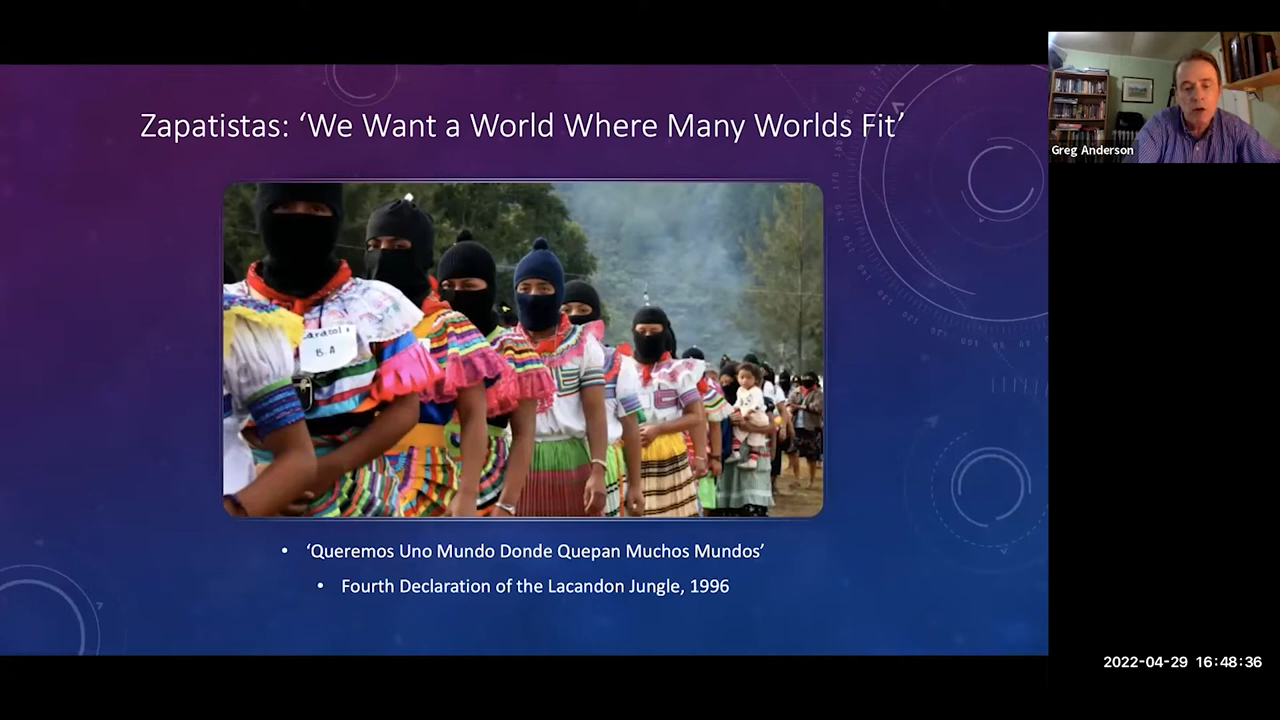 Zapatistas: ‘We Want a World Where Many Worlds Fit’
B.A
• ‘Queremos Uno Mundo Donde Quepan Muchos Mundos’
• Fourth Declaration of the Lacandon Jungle, 1996
Greg Anderson
2022-04-29 16:48:36